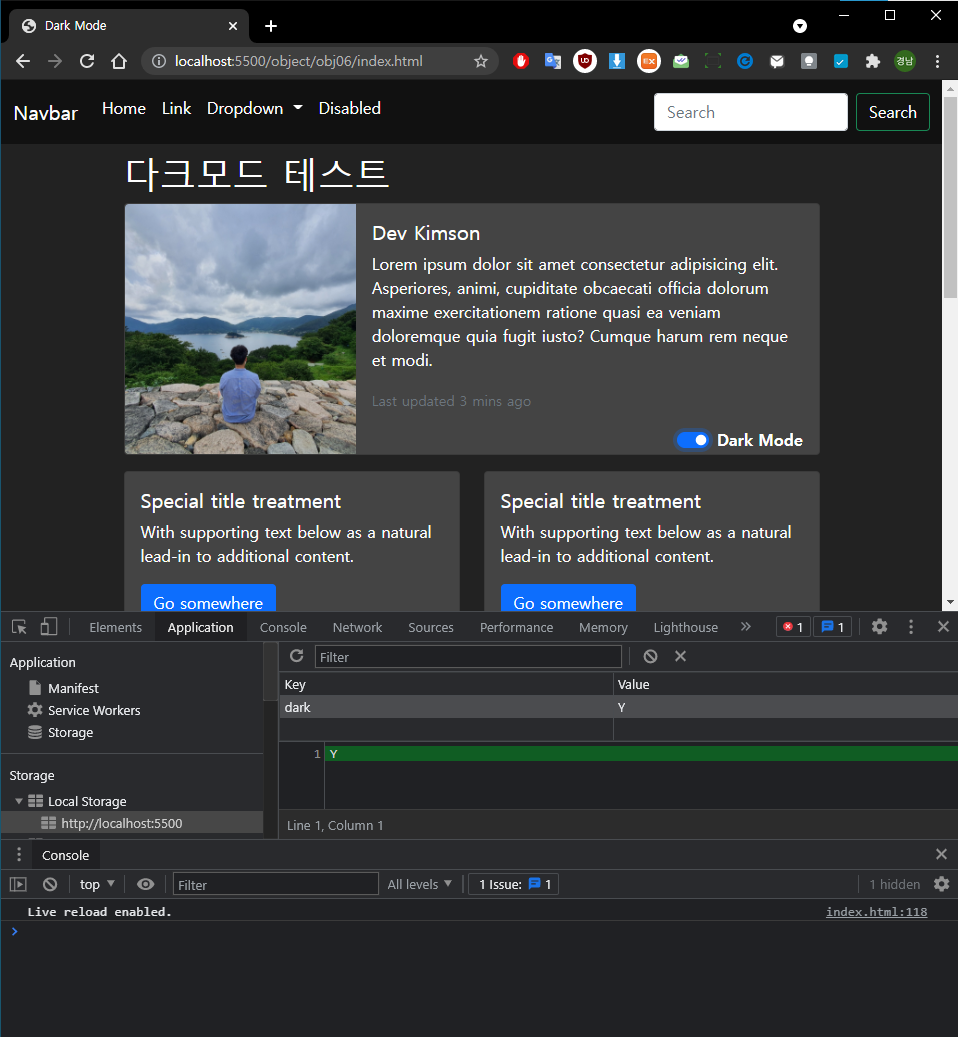 Dark Mode
localhost:5500/object/obj06/index.html
경남
Navbar Home Link Dropdown Disabled Search Search
다크모드 테스트
Dev Kimson
Lorem ipsum dolor sit amet consectetur adipisicing elit.
Asperiores, animi, cupiditate obcaecati officia dolorum
maxime exercitationem ratione quasi ea veniam
doloremque quia fugit iusto? Cumque harum rem neque
et modi.
Last updated 3 mins ago
Dark Mode
Special title treatment
With supporting text below as a natural
lead-in to additional content.
Go somewhere
Special title treatment
With supporting text below as a natural
lead-in to additional content.
Go somewhere
Elements Application Console Network Sources Performance Memory Lighthouse » 1 1
Application
Manifest
Service Workers
Storage
Storage
Local Storage
http://localhost:5500
Filter
Key Value
dark Y
1 Y
Line 1, Column 1
Console
top Filter All levels 1 Issue: 1 1 hidden
Live reload enabled. index.html:118